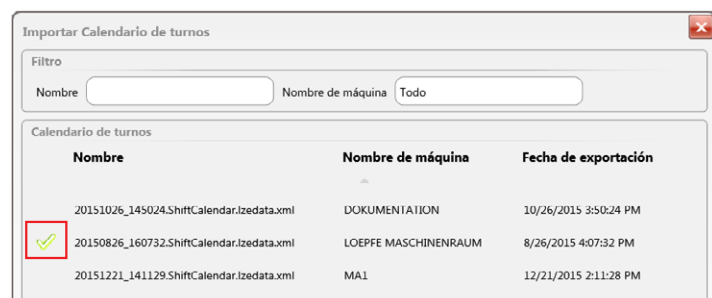 Importar Calendario de turnos
Filtro
Nombre Nombre de máquina Todo
Calendario de turnos
Nombre Nombre de máquina Fecha de exportación
20151026_145024.ShiftCalendar.lzedata.xml DOKUMENTATION 10/26/2015 3:50:24 PM
20150826_160732.ShiftCalendar.lzedata.xml LOEPFE MASCHINENRAUM 8/26/2015 4:07:32 PM
20151221_141129.ShiftCalendar.lzedata.xml MA1 12/21/2015 2:11:28 PM